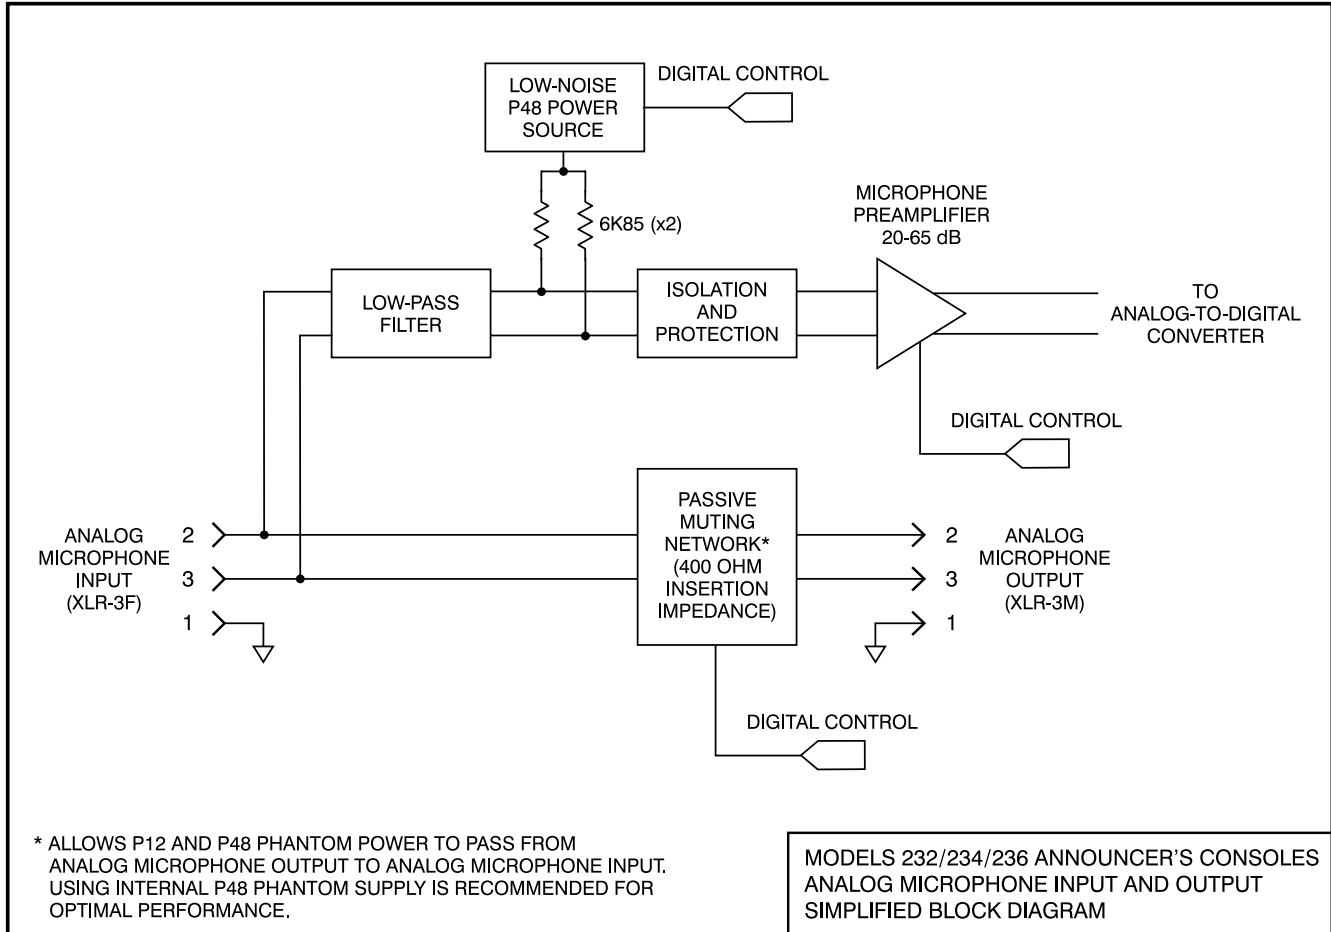 LOW-NOISE
P48 POWER
SOURCE
DIGITAL CONTROL
6K85 (x2)
MICROPHONE
PREAMPLIFIER
20-65 dB
LOW-PASS
FILTER
ISOLATION
AND
PROTECTION
TO
ANALOG-TO-DIGITAL
CONVERTER
DIGITAL CONTROL
ANALOG
MICROPHONE
INPUT
(XLR-3F)
2
3
1
PASSIVE
MUTING
NETWORK*
(400 OHM
INSERTION
IMPEDANCE)
2
3
1
ANALOG
MICROPHONE
OUTPUT
(XLR-3M)
DIGITAL CONTROL
* ALLOWS P12 AND P48 PHANTOM POWER TO PASS FROM
ANALOG MICROPHONE OUTPUT TO ANALOG MICROPHONE INPUT.
USING INTERNAL P48 PHANTOM SUPPLY IS RECOMMENDED FOR
OPTIMAL PERFORMANCE.
MODELS 232/234/236 ANNOUNCER'S CONSOLES
ANALOG MICROPHONE INPUT AND OUTPUT
SIMPLIFIED BLOCK DIAGRAM